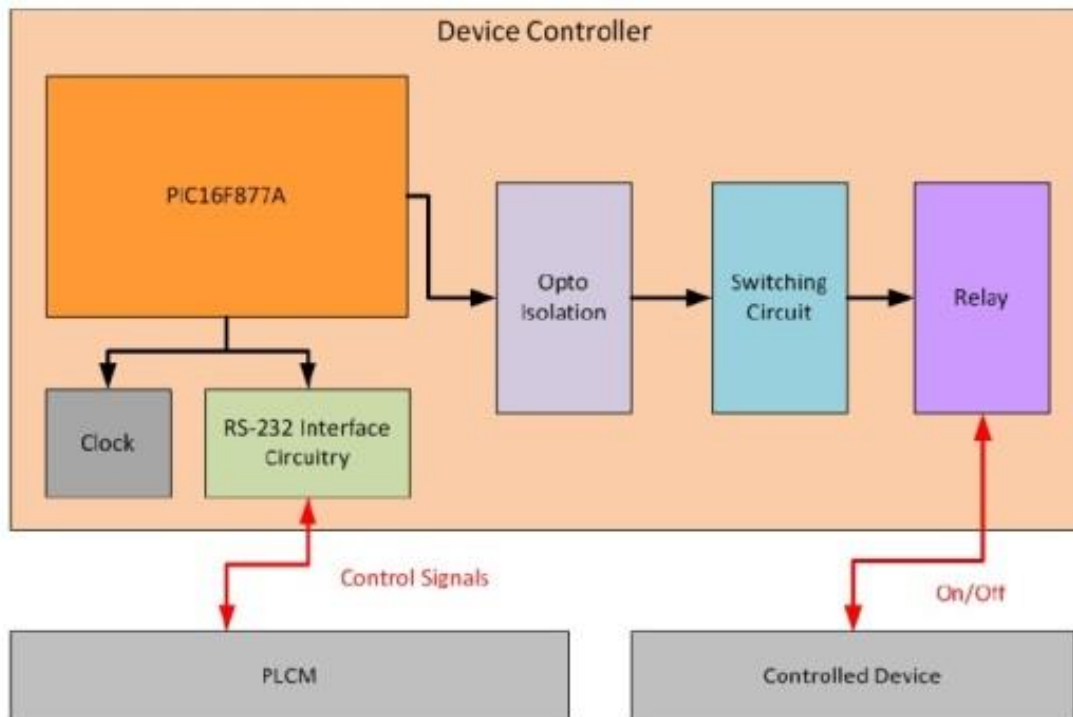 Device Controller
PIC16F877A
Opto
Isolation
Switching
Circuit
Relay
Clock
RS-232 Interface
Circuitry
Control Signals
On/Off
PLCM
Controlled Device